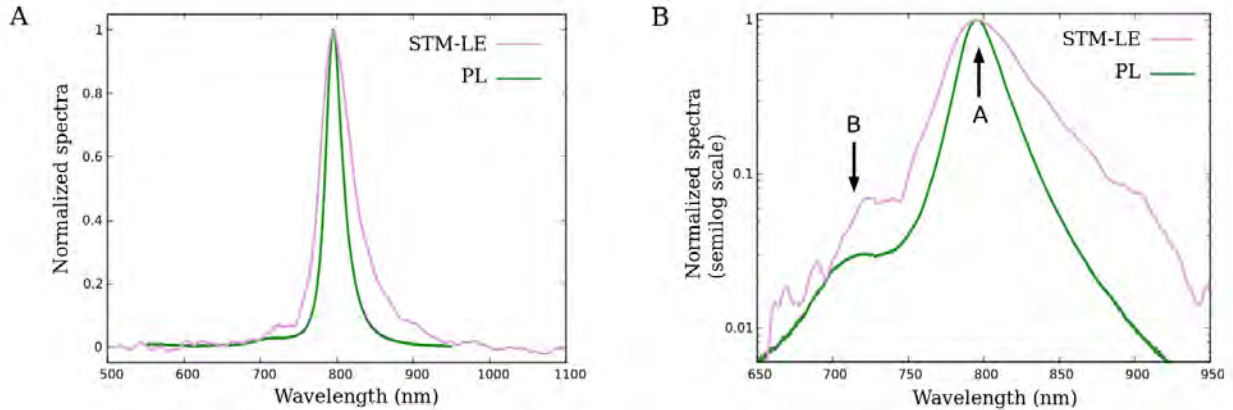 A
STM-LE
PL
1
0.8
0.6
0.4
0.2
0
Normalized spectra
500 600 700 800 900 1000 1100
Wavelength (nm)
B
STM-LE
PL
1
0.1
0.01
B
A
Normalized spectra
(semilog scale)
650 700 750 800 850 900 950
Wavelength (nm)